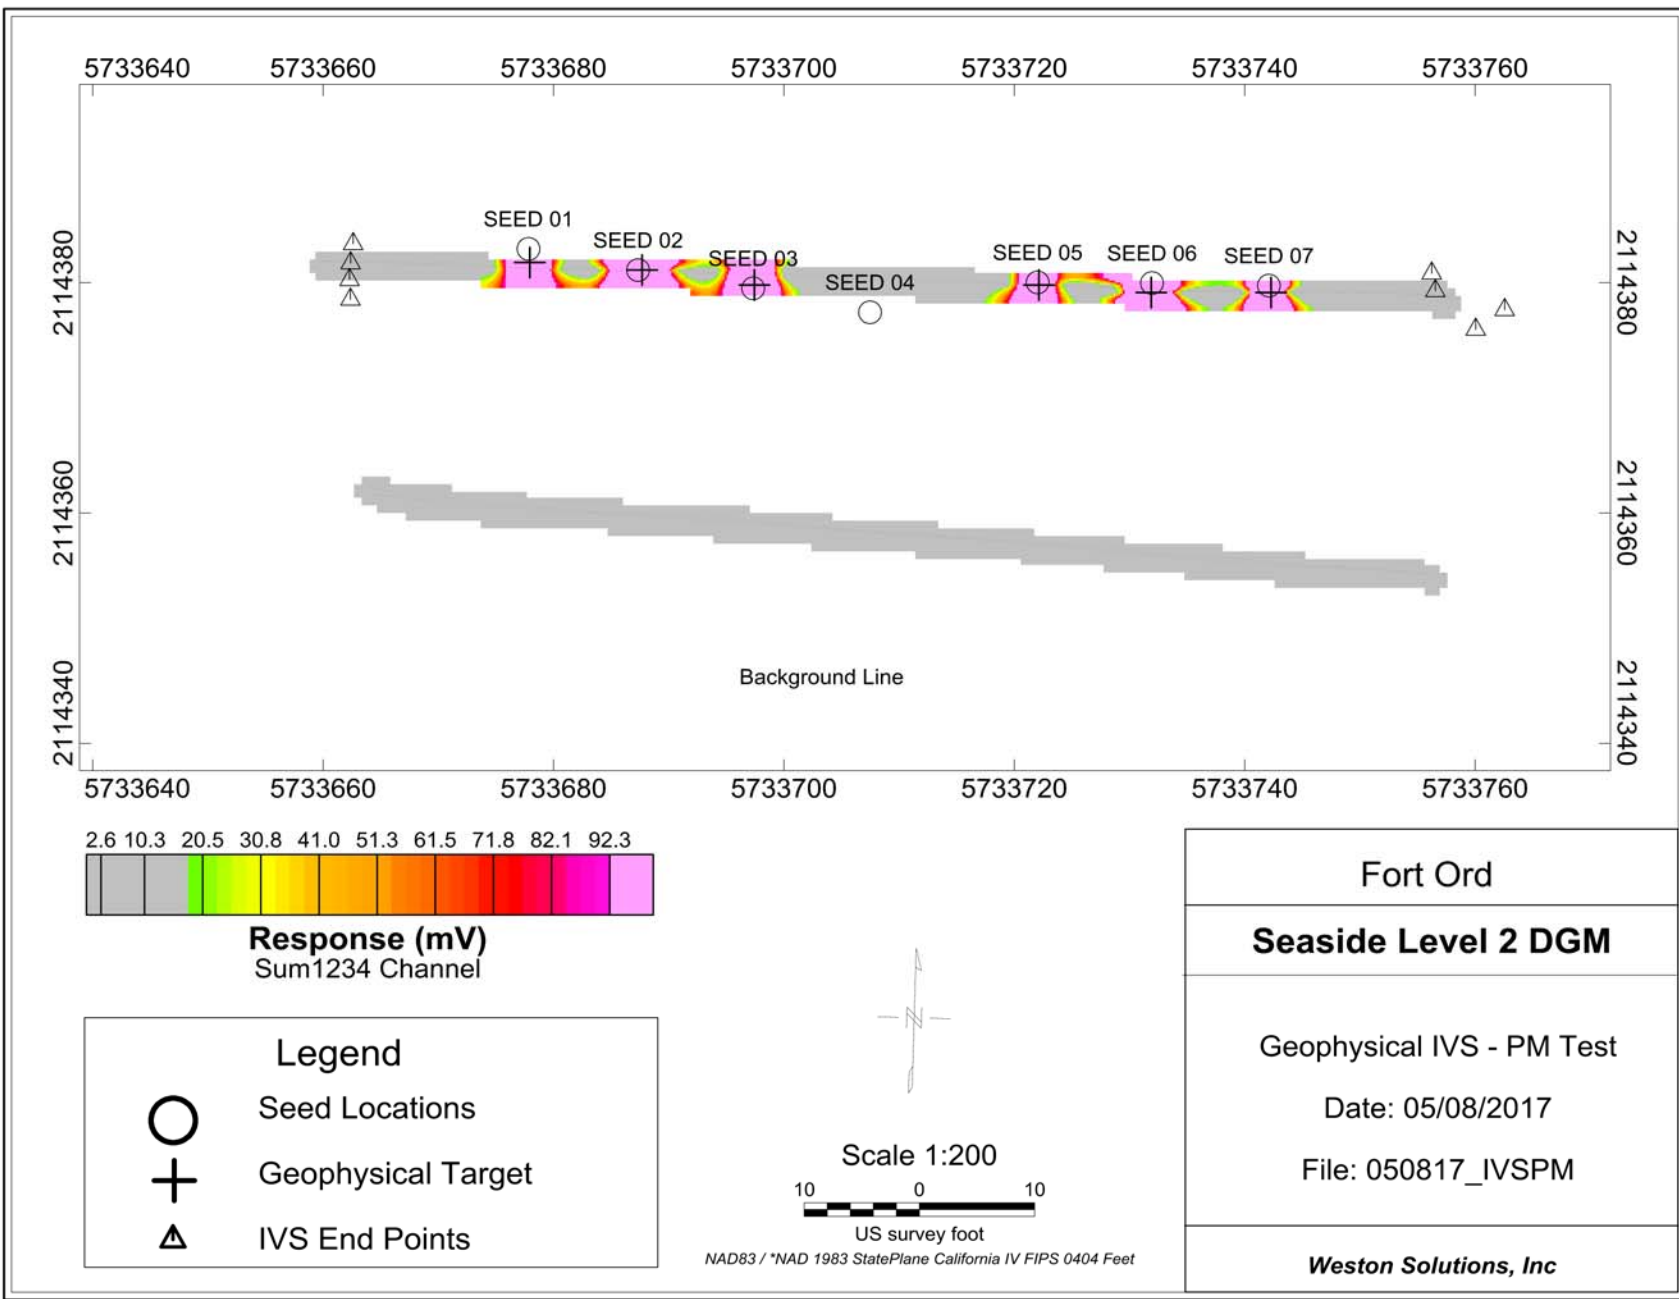 5733640 5733660 5733680 5733700 5733720 5733740 5733760
SEED 01
SEED 02
SEED 03
SEED 04
SEED 05
SEED 06
SEED 07
2114380
2114380
2114360
2114360
2114340
2114340
Background Line
5733640 5733660 5733680 5733700 5733720 5733740 5733760
2.6 10.3 20.5 30.8 41.0 51.3 61.5 71.8 82.1 92.3
Response (mV)
Sum1234 Channel
Legend
Seed Locations
Geophysical Target
IVS End Points
N
Scale 1:200
10 0 10
US survey foot
NAD83 / *NAD 1983 StatePlane California IV FIPS 0404 Feet
Fort Ord
Seaside Level 2 DGM
Geophysical IVS - PM Test
Date: 05/08/2017
File: 050817_IVSPM
Weston Solutions, Inc